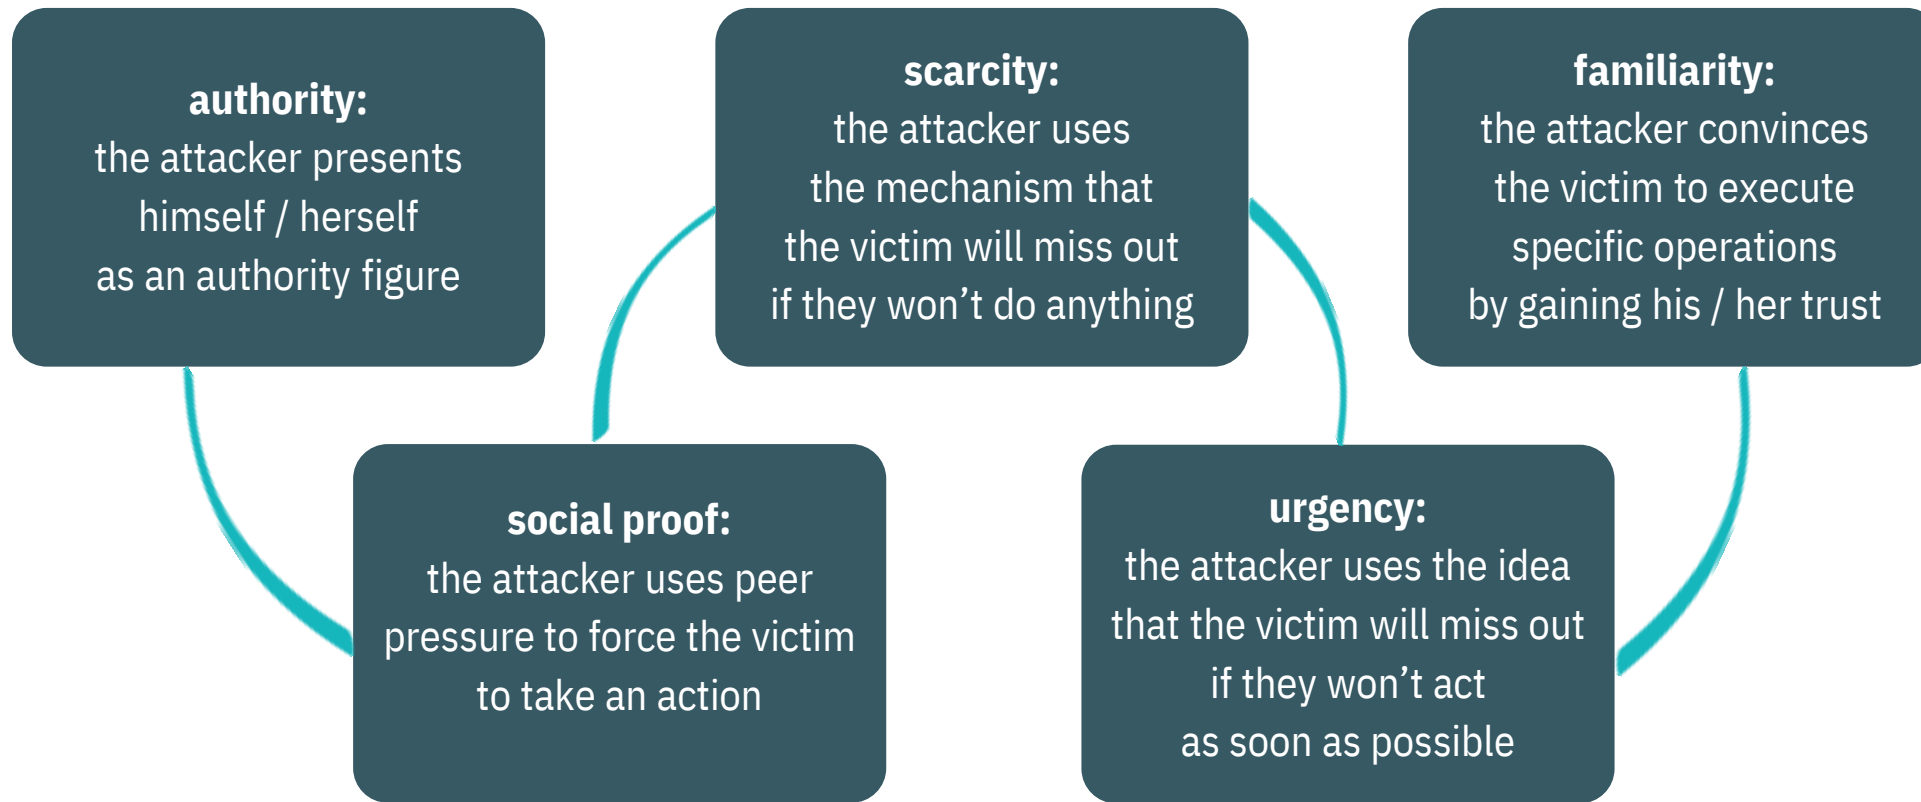 authority:
the attacker presents
himself / herself
as an authority figure
social proof:
the attacker uses peer
pressure to force the victim
to take an action
scarcity:
the attacker uses
the mechanism that
the victim will miss out
if they won’t do anything
urgency:
the attacker uses the idea
that the victim will miss out
if they won’t act
as soon as possible
familiarity:
the attacker convinces
the victim to execute
specific operations
by gaining his / her trust